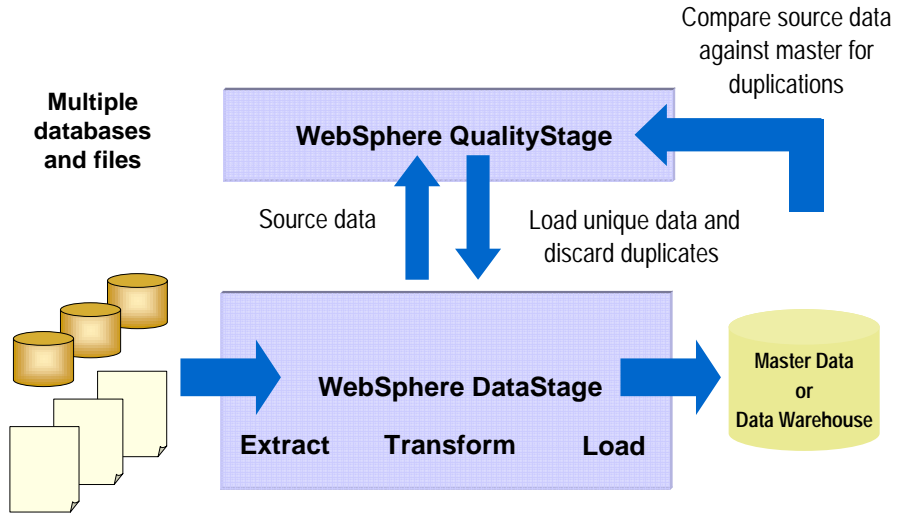 Compare source data
against master for
duplications
Multiple
databases
and files
WebSphere QualityStage
Source data
Load unique data and
discard duplicates
WebSphere DataStage
Extract Transform Load
Master Data
or
Data Warehouse